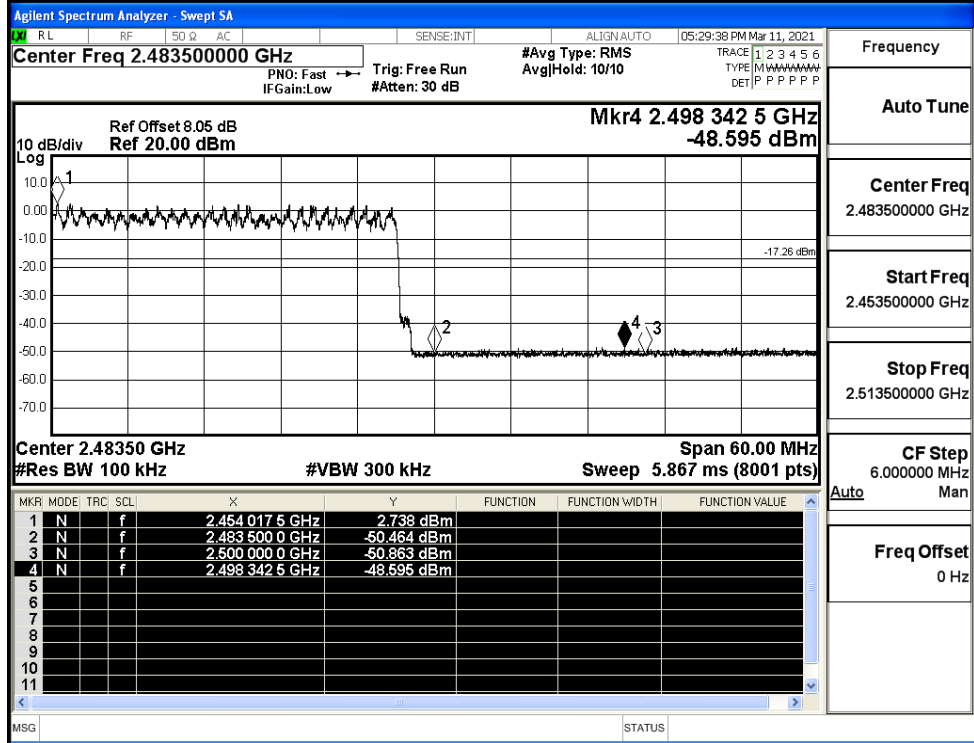 Agilent Spectrum Analyzer - Swept SA
LXI RL RF 50 Ω AC SENSE:INT ALIGN AUTO 05:29:38 PM Mar 11, 2021
Center Freq 2.483500000 GHz
PNO: Fast
IFGain:Low
Trig: Free Run
#Atten: 30 dB
#Avg Type: RMS
Avg|Hold: 10/10
TRACE 1 2 3 4 5 6
TYPE M W W W W W
DET P P P P P P
Ref Offset 8.05 dB
10 dB/div Ref 20.00 dBm
Log
Mkr4 2.498 342 5 GHz
-48.595 dBm
10.0
0.00
-10.0
-20.0
-30.0
-40.0
-50.0
-60.0
-70.0
1
2
4
3
-17.26 dBm
Center 2.48350 GHz Span 60.00 MHz
#Res BW 100 kHz #VBW 300 kHz Sweep 5.867 ms (8001 pts)
MKR MODE TRC SCL X Y FUNCTION FUNCTION WIDTH FUNCTION VALUE
1 N f 2.454 017 5 GHz 2.738 dBm
2 N f 2.483 500 0 GHz -50.464 dBm
3 N f 2.500 000 0 GHz -50.863 dBm
4 N f 2.498 342 5 GHz -48.595 dBm
5
6
7
8
9
10
11
MSG STATUS
Frequency
Auto Tune
Center Freq
2.483500000 GHz
Start Freq
2.453500000 GHz
Stop Freq
2.513500000 GHz
CF Step
6.000000 MHz
Auto Man
Freq Offset
0 Hz